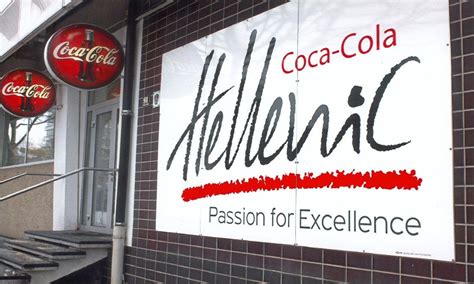 Coca-Cola
Coca-Cola
Coca-Cola
Hellenic
Passion for Excellence